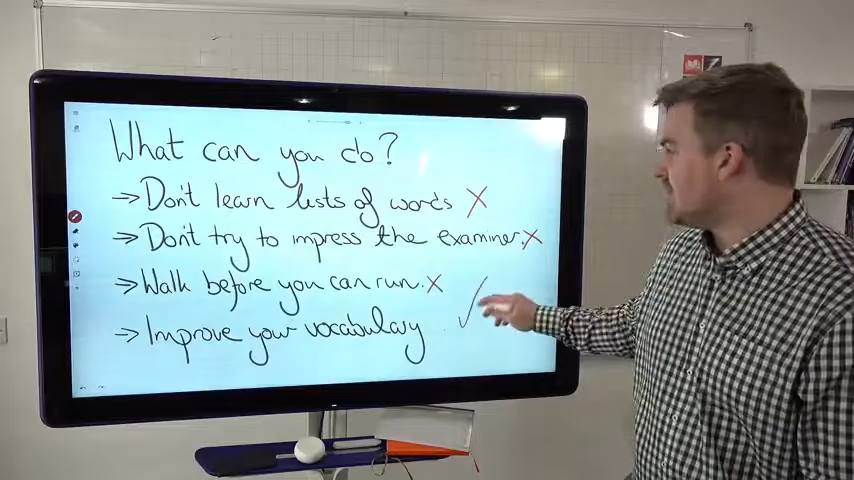 What can you do?
→ Don't learn lists of words ✗
→ Don't try to impress the examiner. ✗
→ Walk before you can run. ✗
→ Improve your vocabulary ✓